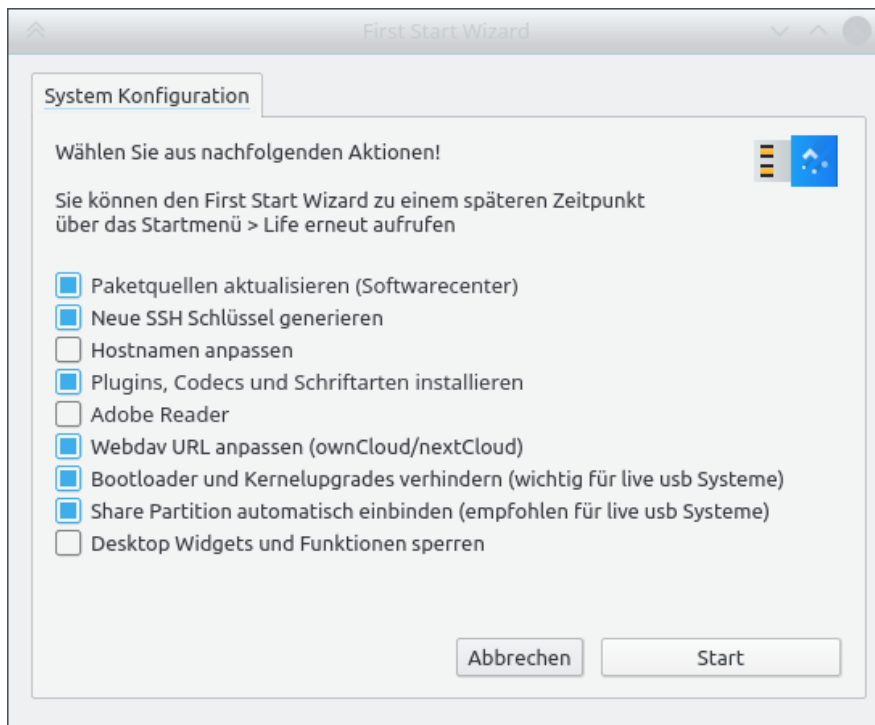 First Start Wizard
System Konfiguration
Wählen Sie aus nachfolgenden Aktionen!
Sie können den First Start Wizard zu einem späteren Zeitpunkt
über das Startmenü > Life erneut aufrufen
Paketquellen aktualisieren (Softwarecenter)
Neue SSH Schlüssel generieren
Hostnamen anpassen
Plugins, Codecs und Schriftarten installieren
Adobe Reader
Webdav URL anpassen (ownCloud/nextCloud)
Bootloader und Kernelupgrades verhindern (wichtig für live usb Systeme)
Share Partition automatisch einbinden (empfohlen für live usb Systeme)
Desktop Widgets und Funktionen sperren
Abbrechen
Start